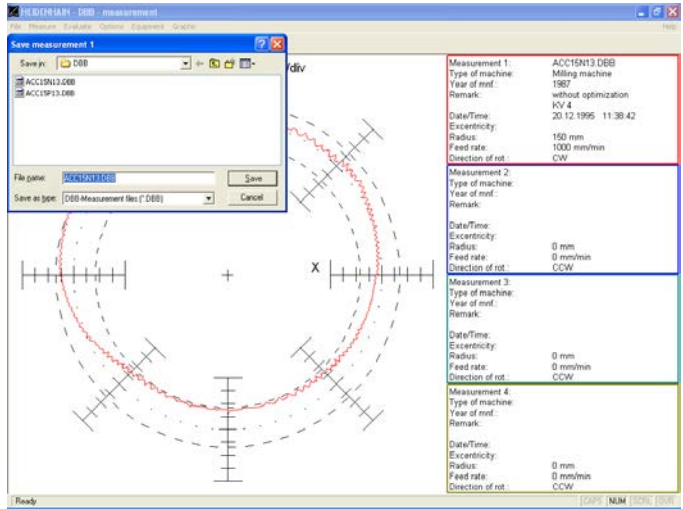 HEIDENHAIN - DBB - measurement
File Measure Evaluate Options Equipment Graphic Help
Save measurement 1
Save in: DBB
ACC15N13.DBB
ACC15P13.DBB
File name: ACC15N13.DBB Save
Save as type: DBB-Measurement files (*.DBB) Cancel
/div
X
Measurement 1: ACC15N13.DBB
Type of machine: Milling machine
Year of mnf.: 1987
Remark: without optimization
KV 4
Date/Time: 20.12.1995 11:38:42
Excentricity:
Radius: 150 mm
Feed rate: 1000 mm/min
Direction of rot.: CW
Measurement 2:
Type of machine:
Year of mnf.:
Remark:
Date/Time:
Excentricity:
Radius: 0 mm
Feed rate: 0 mm/min
Direction of rot.: CCW
Measurement 3:
Type of machine:
Year of mnf.:
Remark:
Date/Time:
Excentricity:
Radius: 0 mm
Feed rate: 0 mm/min
Direction of rot.: CCW
Measurement 4:
Type of machine:
Year of mnf.:
Remark:
Date/Time:
Excentricity:
Radius: 0 mm
Feed rate: 0 mm/min
Direction of rot.: CCW
Ready CAPS NUM SCRL OVR